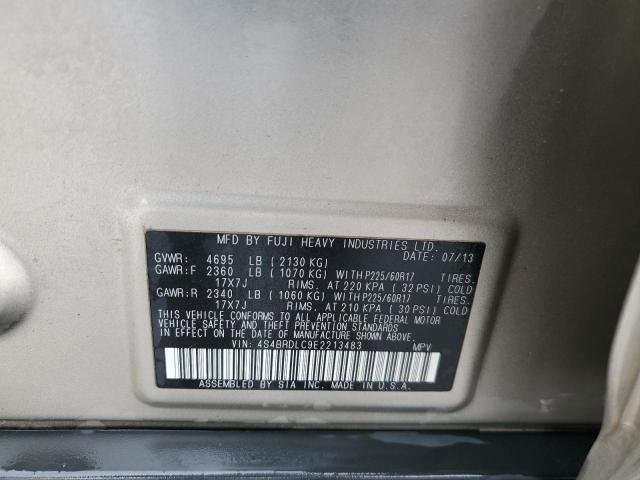 MFD BY FUJI HEAVY INDUSTRIES LTD.
DATE: 07/13
GVWR: 4695 LB (2130 KG)
GAWR:F 2360 LB (1070 KG) WITH P225/60R17 TIRES.
17X7J RIMS. AT 220 KPA (32 PSI) COLD
GAWR:R 2340 LB (1060 KG) WITH P225/60R17 TIRES.
17X7J RIMS. AT 210 KPA (30 PSI) COLD
THIS VEHICLE CONFORMS TO ALL APPLICABLE FEDERAL MOTOR
VEHICLE SAFETY AND THEFT PREVENTION STANDARDS
IN EFFECT ON THE DATE OF MANUFACTURE SHOWN ABOVE.
VIN: 4S4BRDLC9E2213483 MPV
ASSEMBLED BY SIA INC. MADE IN U.S.A.